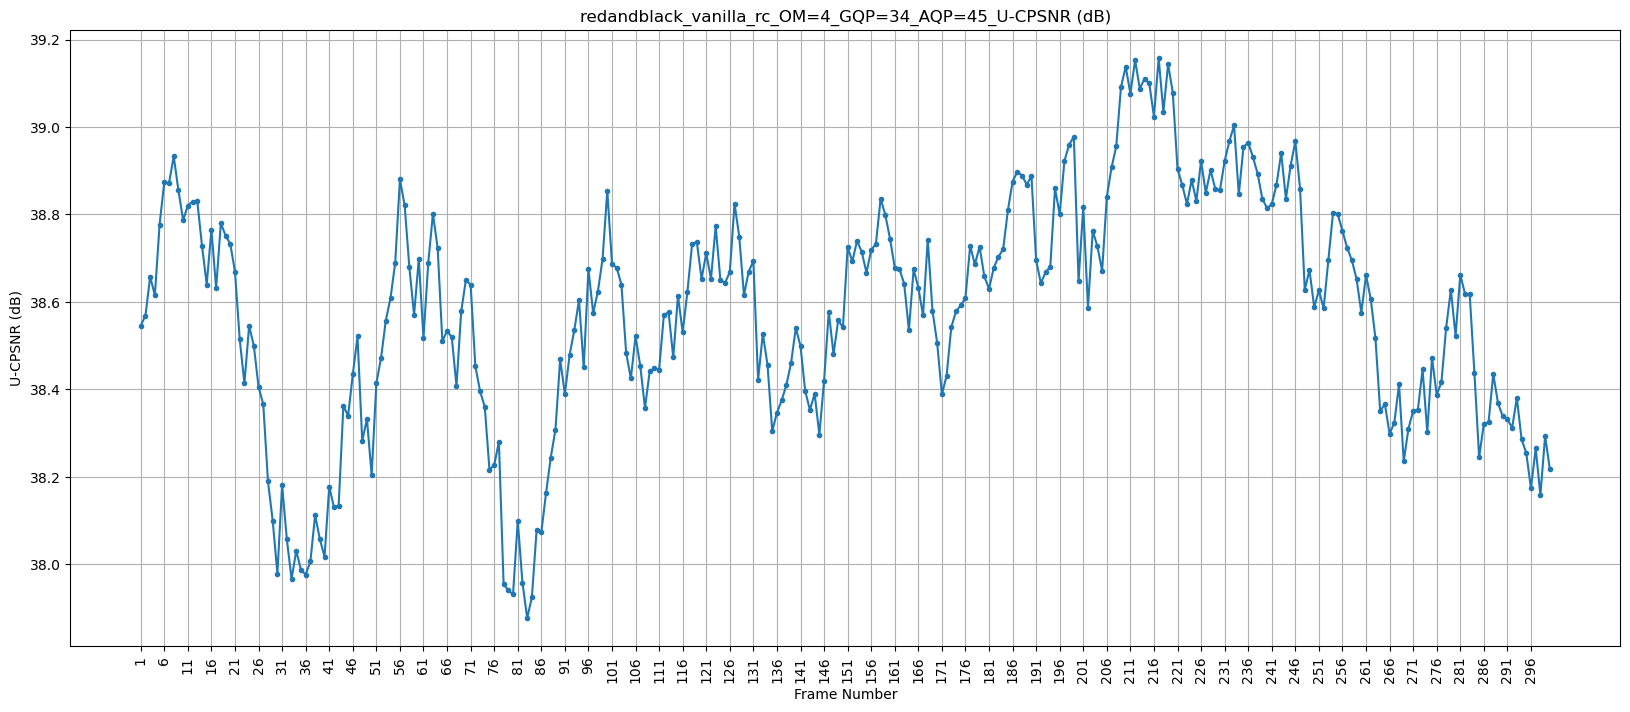 redandblack_vanilla_rc_OM=4_GQP=34_AQP=45_U-CPSNR (dB)
U-CPSNR (dB)
39.2
39.0
38.8
38.6
38.4
38.2
38.0
1 6 11 16 21 26 31 36 41 46 51 56 61 66 71 76 81 86 91 96 101 106 111 116 121 126 131 136 141 146 151 156 161 166 171 176 181 186 191 196 201 206 211 216 221 226 231 236 241 246 251 256 261 266 271 276 281 286 291 296
Frame Number